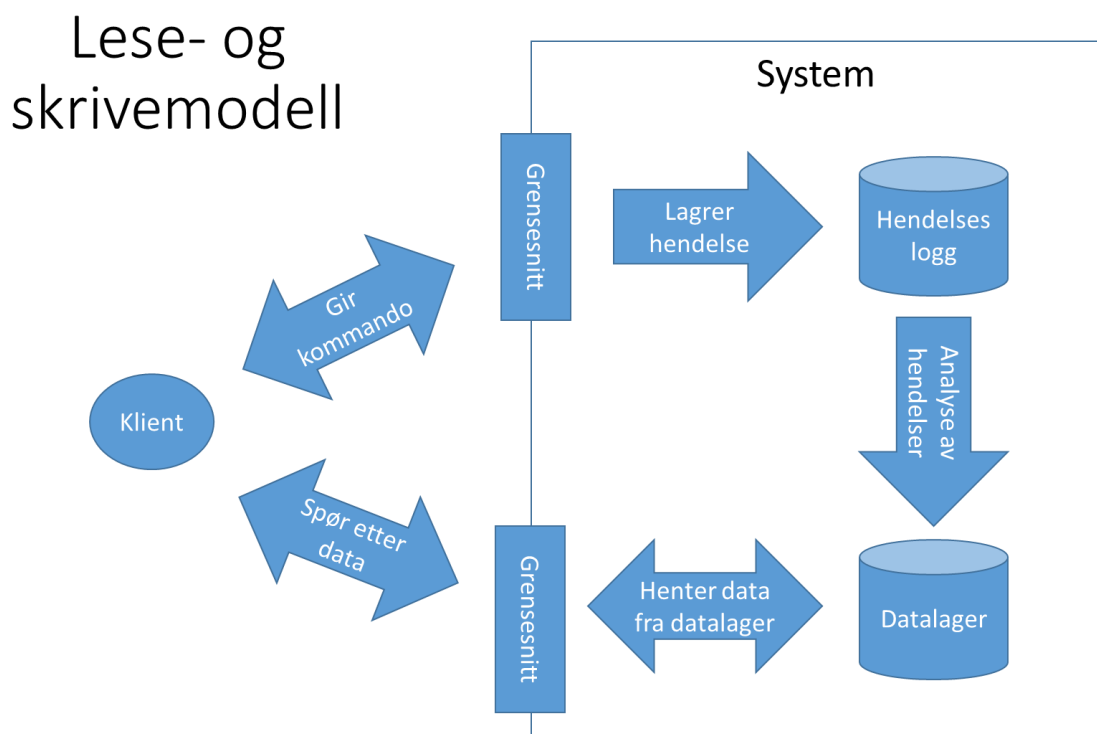 Lese- og
skrivemodell
System
Grensesnitt
Lagrer
hendelse
Hendelses
logg
Gir
kommando
Analyse av
hendelser
Klient
Spør etter
data
Grensesnitt
Henter data
fra datalager
Datalager